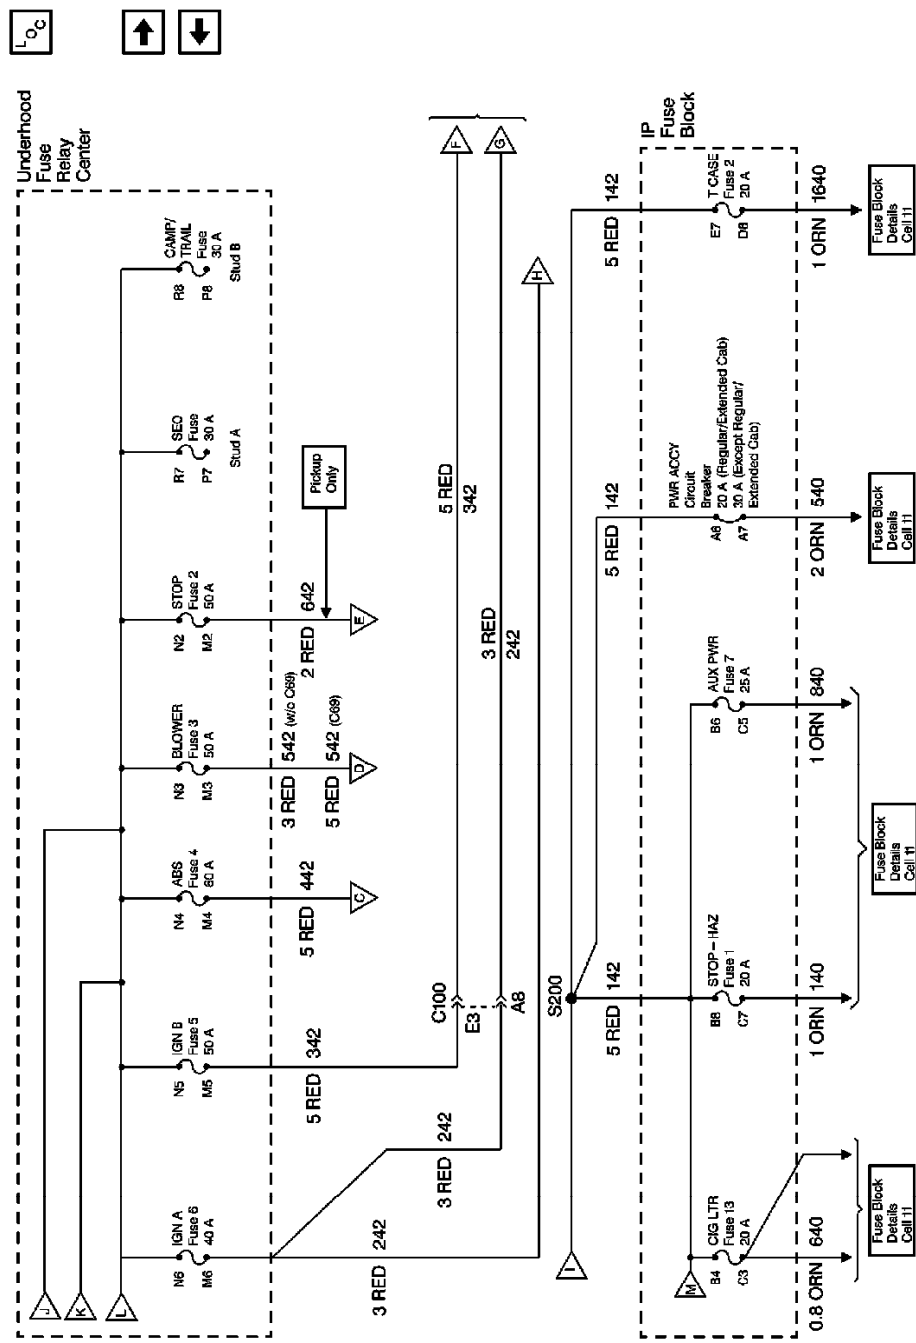 LOC
Underhood
Fuse
Relay
Center
CAMP/
TRAIL
Fuse
30 A
R8
P8
Stud B
SEO
Fuse
30 A
R7
P7
Stud A
STOP
Fuse 2
50 A
N2
M2
2 RED 642
Pickup
Only
E
BLOWER
Fuse 3
50 A
N3
M3
3 RED 542 (w/o C69)
5 RED 542 (C69)
D
ABS
Fuse 4
60 A
N4
M4
5 RED 442
C
IGN B
Fuse 5
50 A
N5
M5
5 RED 342
IGN A
Fuse 6
40 A
N6
M6
3 RED 242
3 RED 242
J
K
L
F
G
H
5 RED
342
3 RED
242
C100
E3
A8
S200
I
IP
Fuse
Block
T CASE
Fuse 2
20 A
E7
D8
5 RED 142
1 ORN 1640
Fuse Block
Details
Cell 11
PWR ACCY
Circuit
Breaker
20 A (Regular/Extended Cab)
30 A (Except Regular/
Extended Cab)
A6
A7
5 RED 142
2 ORN 540
Fuse Block
Details
Cell 11
AUX PWR
Fuse 7
25 A
B6
C5
1 ORN 840
STOP-HAZ
Fuse 1
20 A
B8
C7
5 RED 142
1 ORN 140
Fuse Block
Details
Cell 11
CIG LTR
Fuse 13
20 A
B4
C3
M
0.8 ORN 640
Fuse Block
Details
Cell 11